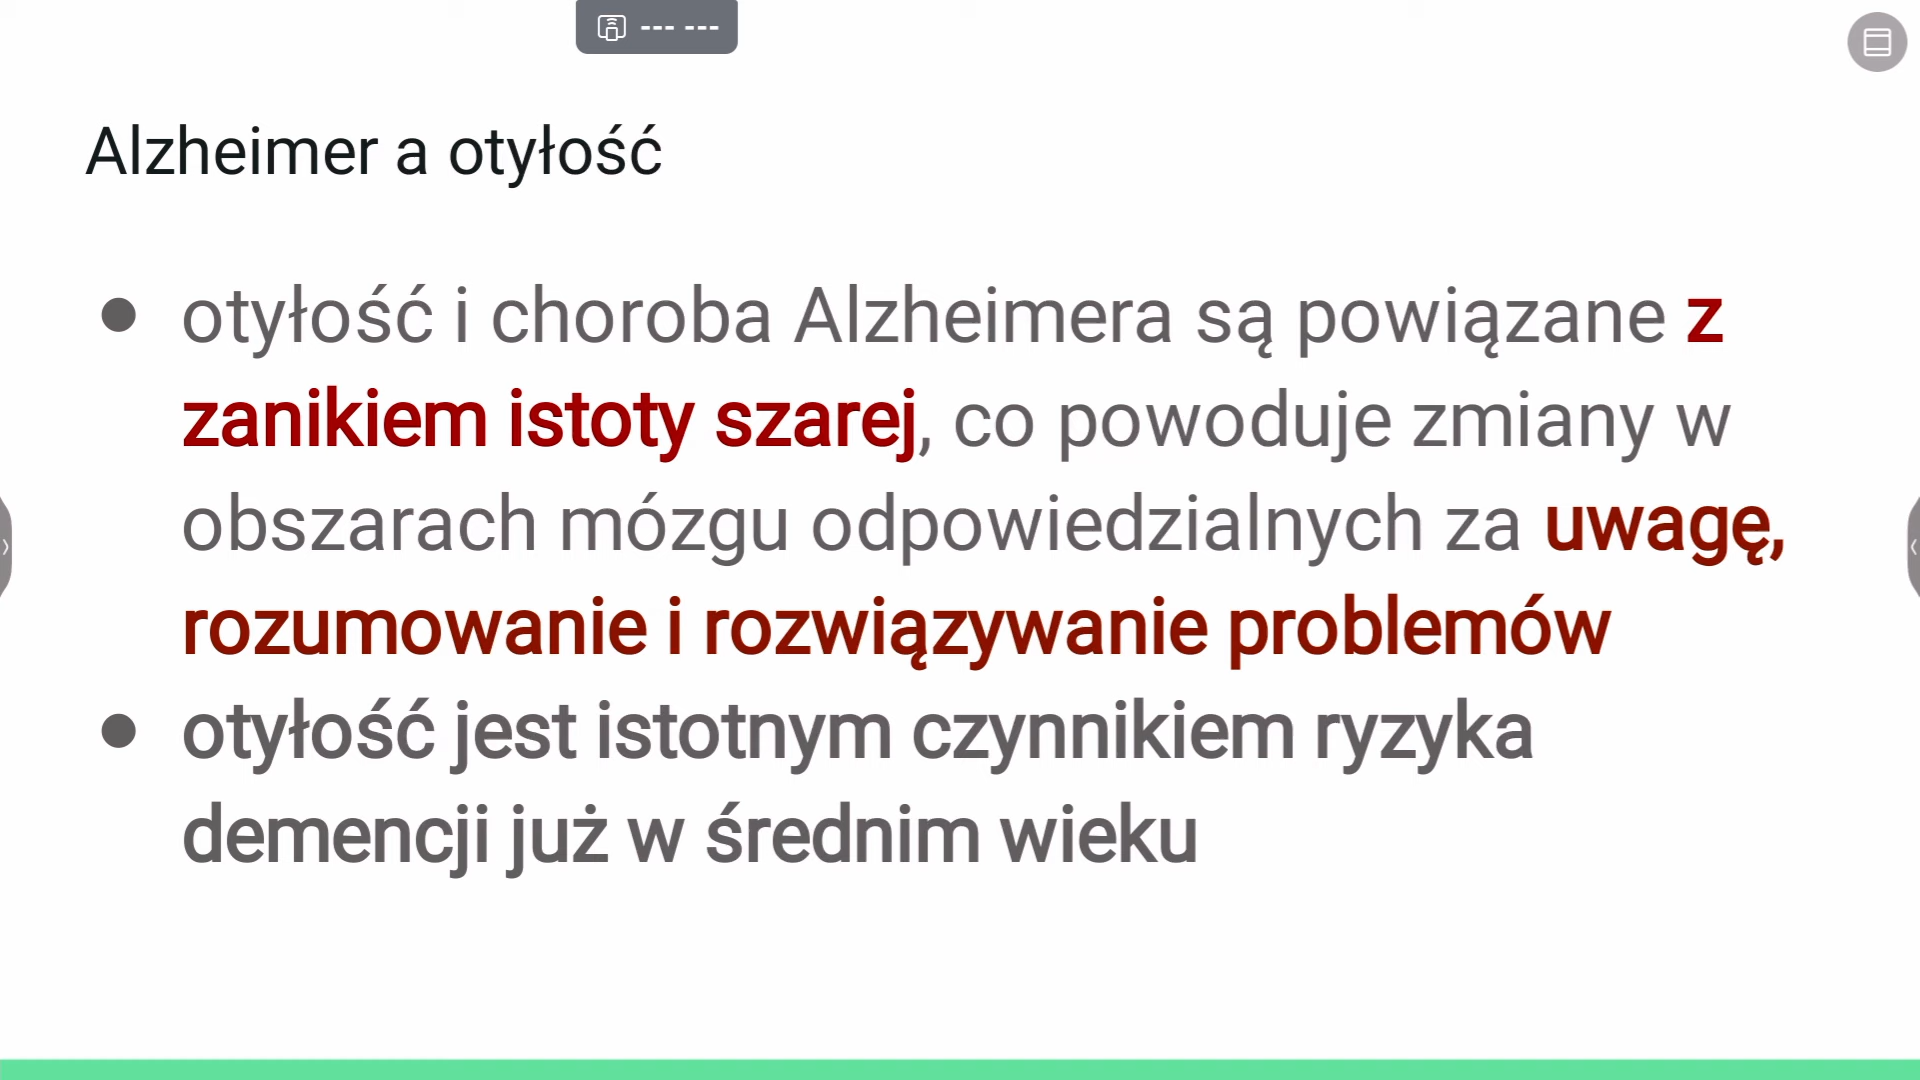 --- ---
Alzheimer a otyłość
● otyłość i choroba Alzheimera są powiązane z
zanikiem istoty szarej, co powoduje zmiany w
obszarach mózgu odpowiedzialnych za uwagę,
rozumowanie i rozwiązywanie problemów
● otyłość jest istotnym czynnikiem ryzyka
demencji już w średnim wieku